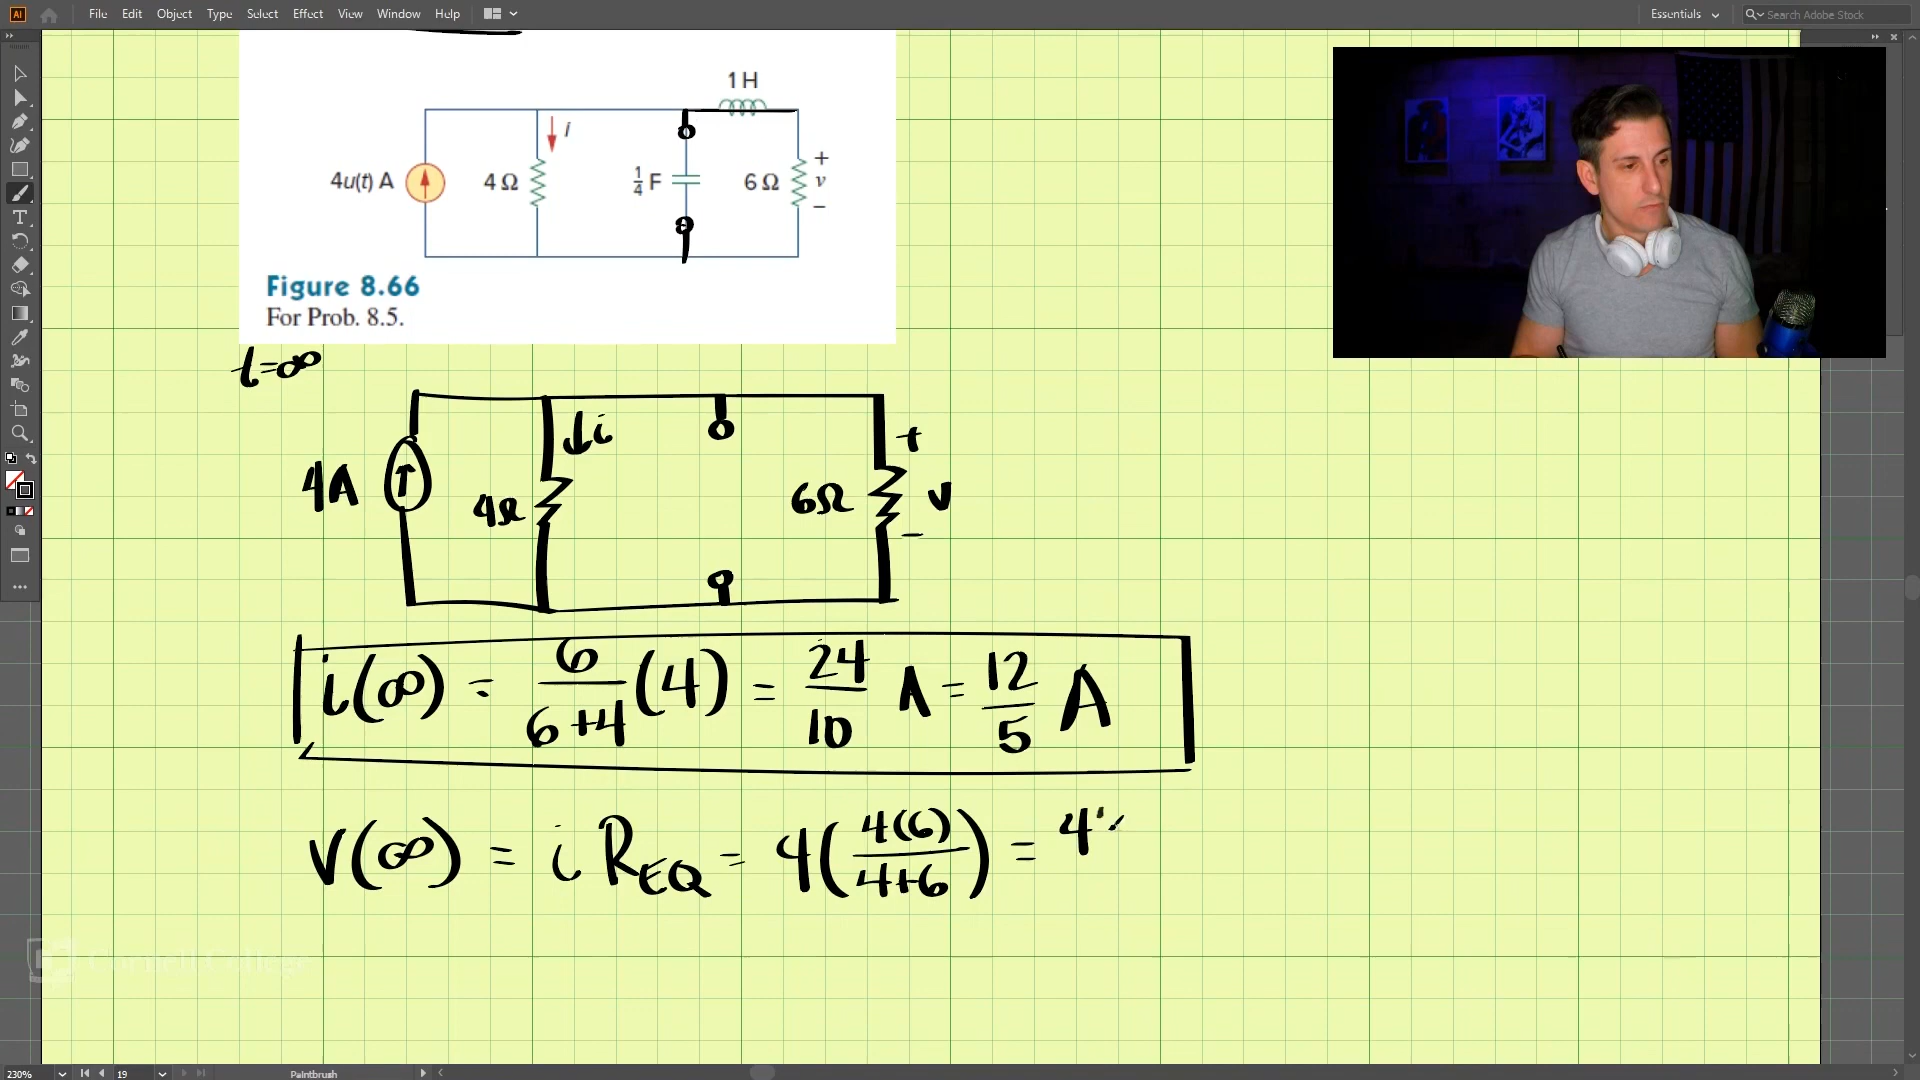 File Edit Object Type Select Effect View Window Help
Essentials Search Adobe Stock
1 H
i
4u(t) A 4 Ω 1/4 F 6 Ω + v −
Figure 8.66
For Prob. 8.5.
t=∞
↓i +
4A ↑ 4Ω 6Ω v
−
i(∞) = 6/(6+4) (4) = 24/10 A = 12/5 A
v(∞) = i R_EQ = 4(4(6)/(4+6)) = 4
Cornell College
230% 19 Paintbrush